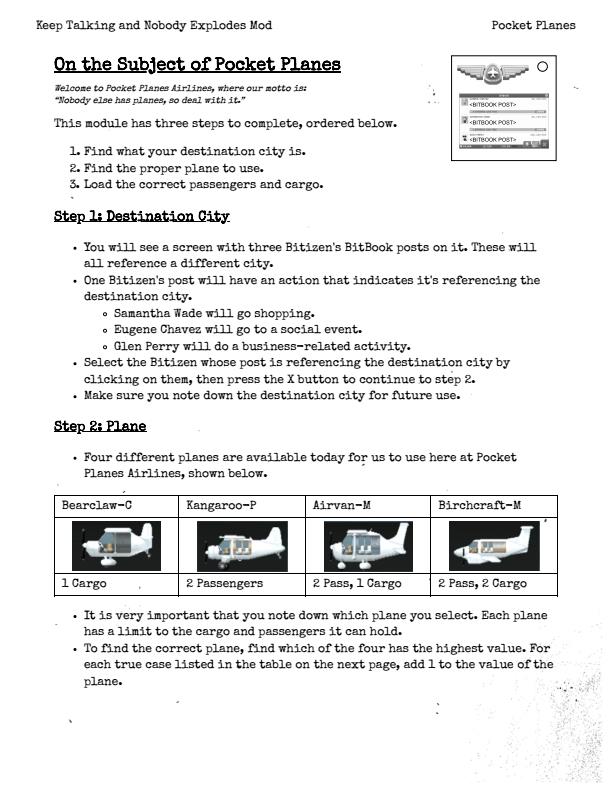 Keep Talking and Nobody Explodes Mod
Pocket Planes
On the Subject of Pocket Planes
Welcome to Pocket Planes Airlines, where our motto is:
“Nobody else has planes, so deal with it.”
<BITBOOK POST>
<BITBOOK POST>
<BITBOOK POST>
This module has three steps to complete, ordered below.
1. Find what your destination city is.
2. Find the proper plane to use.
3. Load the correct passengers and cargo.
Step 1: Destination City
• You will see a screen with three Bitizen's BitBook posts on it. These will
all reference a different city.
• One Bitizen's post will have an action that indicates it's referencing the
destination city.
◦ Samantha Wade will go shopping.
◦ Eugene Chavez will go to a social event.
◦ Glen Perry will do a business-related activity.
• Select the Bitizen whose post is referencing the destination city by
clicking on them, then press the X button to continue to step 2.
• Make sure you note down the destination city for future use.
Step 2: Plane
• Four different planes are available today for us to use here at Pocket
Planes Airlines, shown below.
Bearclaw-C Kangaroo-P Airvan-M Birchcraft-M
1 Cargo 2 Passengers 2 Pass, 1 Cargo 2 Pass, 2 Cargo
• It is very important that you note down which plane you select. Each plane
has a limit to the cargo and passengers it can hold.
• To find the correct plane, find which of the four has the highest value. For
each true case listed in the table on the next page, add 1 to the value of the
plane.